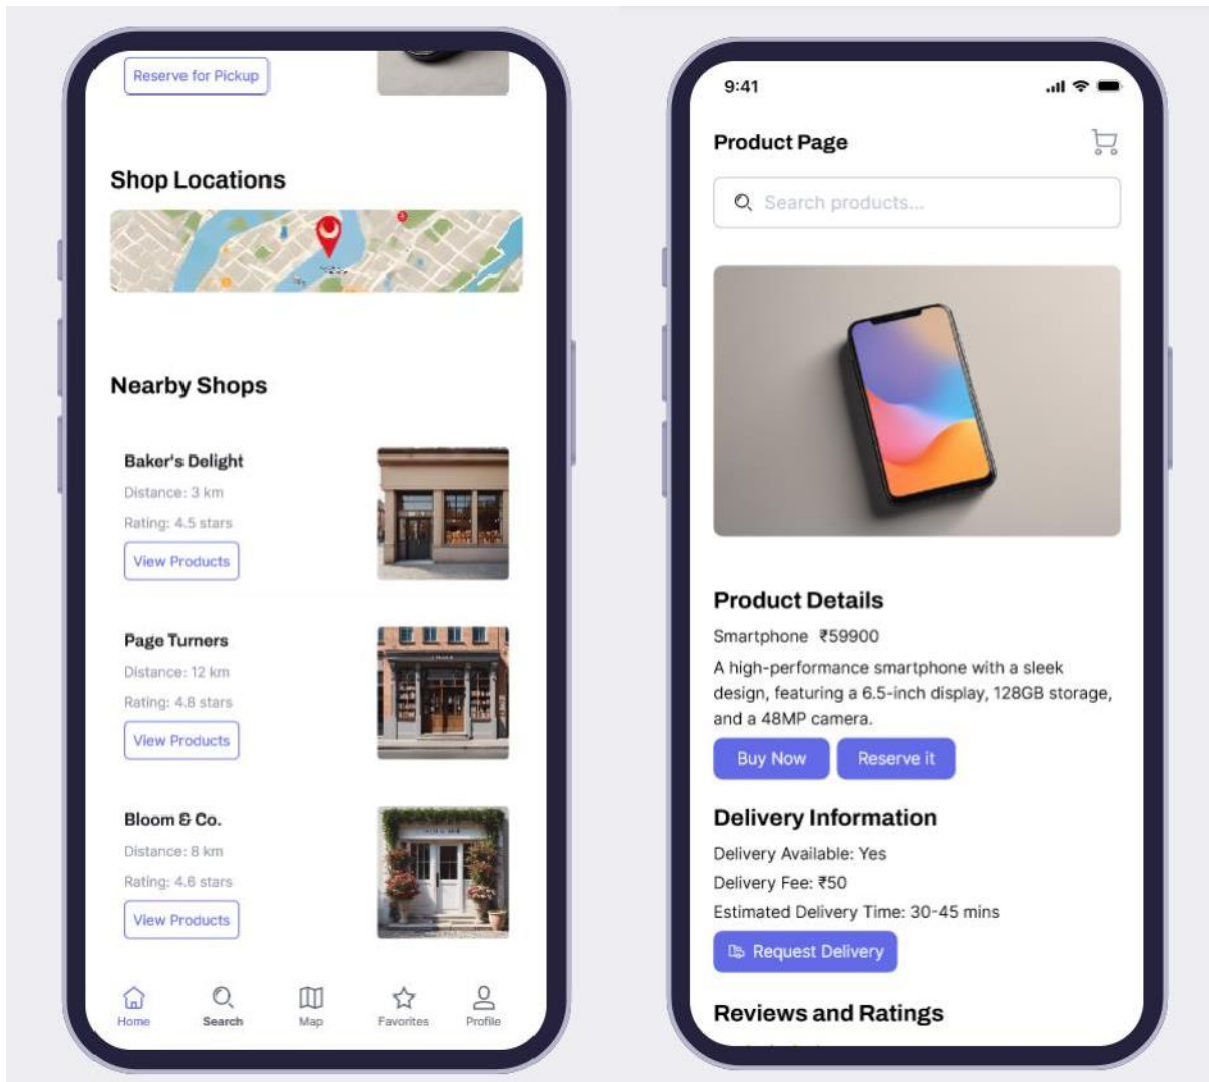 Reserve for Pickup
Shop Locations
Nearby Shops
Baker's Delight
Distance: 3 km
Rating: 4.5 stars
View Products
Page Turners
Distance: 12 km
Rating: 4.8 stars
View Products
Bloom & Co.
Distance: 8 km
Rating: 4.6 stars
View Products
Home
Search
Map
Favorites
Profile
9:41
Product Page
Search products...
Product Details
Smartphone ₹59900
A high-performance smartphone with a sleek
design, featuring a 6.5-inch display, 128GB storage,
and a 48MP camera.
Buy Now
Reserve it
Delivery Information
Delivery Available: Yes
Delivery Fee: ₹50
Estimated Delivery Time: 30-45 mins
Request Delivery
Reviews and Ratings